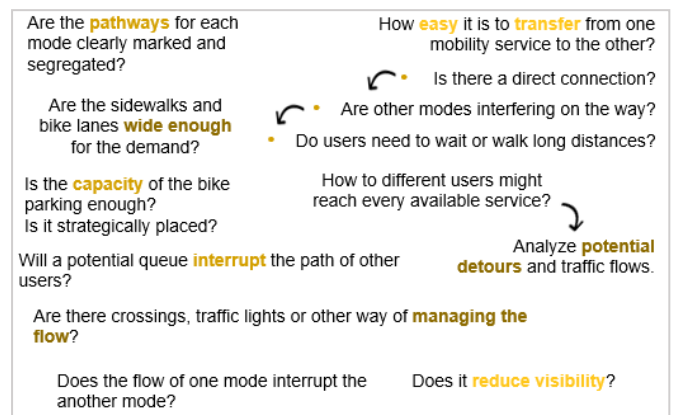 Are the pathways for each
mode clearly marked and
segregated?
How easy it is to transfer from one
mobility service to the other?
• Is there a direct connection?
• Are other modes interfering on the way?
• Do users need to wait or walk long distances?
Are the sidewalks and
bike lanes wide enough
for the demand?
Is the capacity of the bike
parking enough?
Is it strategically placed?
How to different users might
reach every available service?
Analyze potential
detours and traffic flows.
Will a potential queue interrupt the path of other
users?
Are there crossings, traffic lights or other way of managing the
flow?
Does the flow of one mode interrupt the
another mode?
Does it reduce visibility?